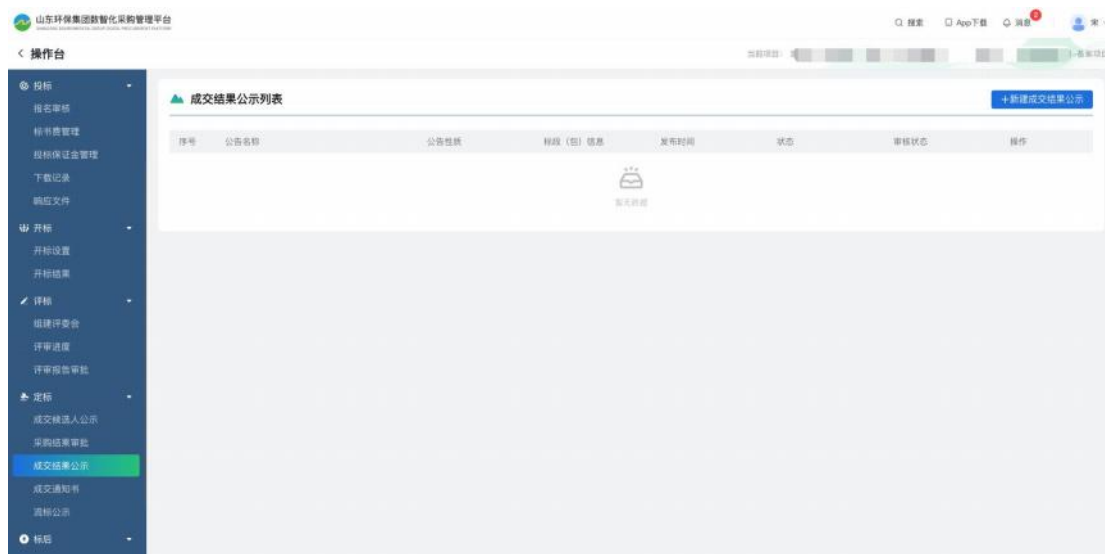 山东环保集团数智化采购管理平台
搜索 App下载 消息 0 宋
操作台
当前项目：
投标
报名审核
标书费管理
投标保证金管理
下载记录
响应文件
开标
开标设置
开标结果
评标
组建评委会
评审进度
评审报告审批
定标
成交候选人公示
采购结果审批
成交结果公示
成交通知书
流标公示
标后
成交结果公示列表
+新建成交结果公示
序号 公告名称 公告性质 标段（包）信息 发布时间 状态 审核状态 操作
暂无数据